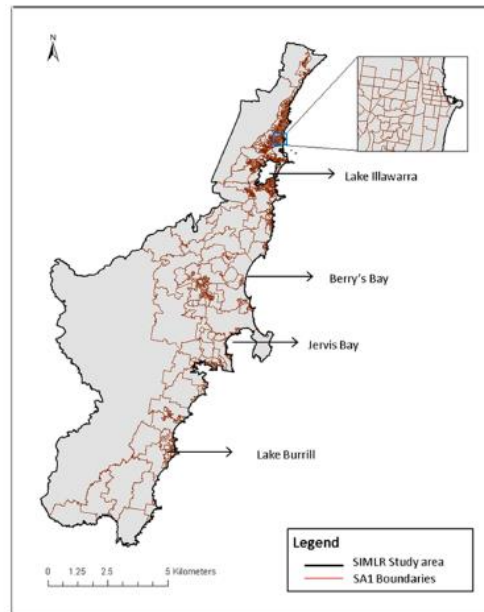 N
Lake Illawarra
Berry's Bay
Jervis Bay
Lake Burrill
Legend
SIMLR Study area
SA1 Boundaries
0 1.25 2.5 5 Kilometers